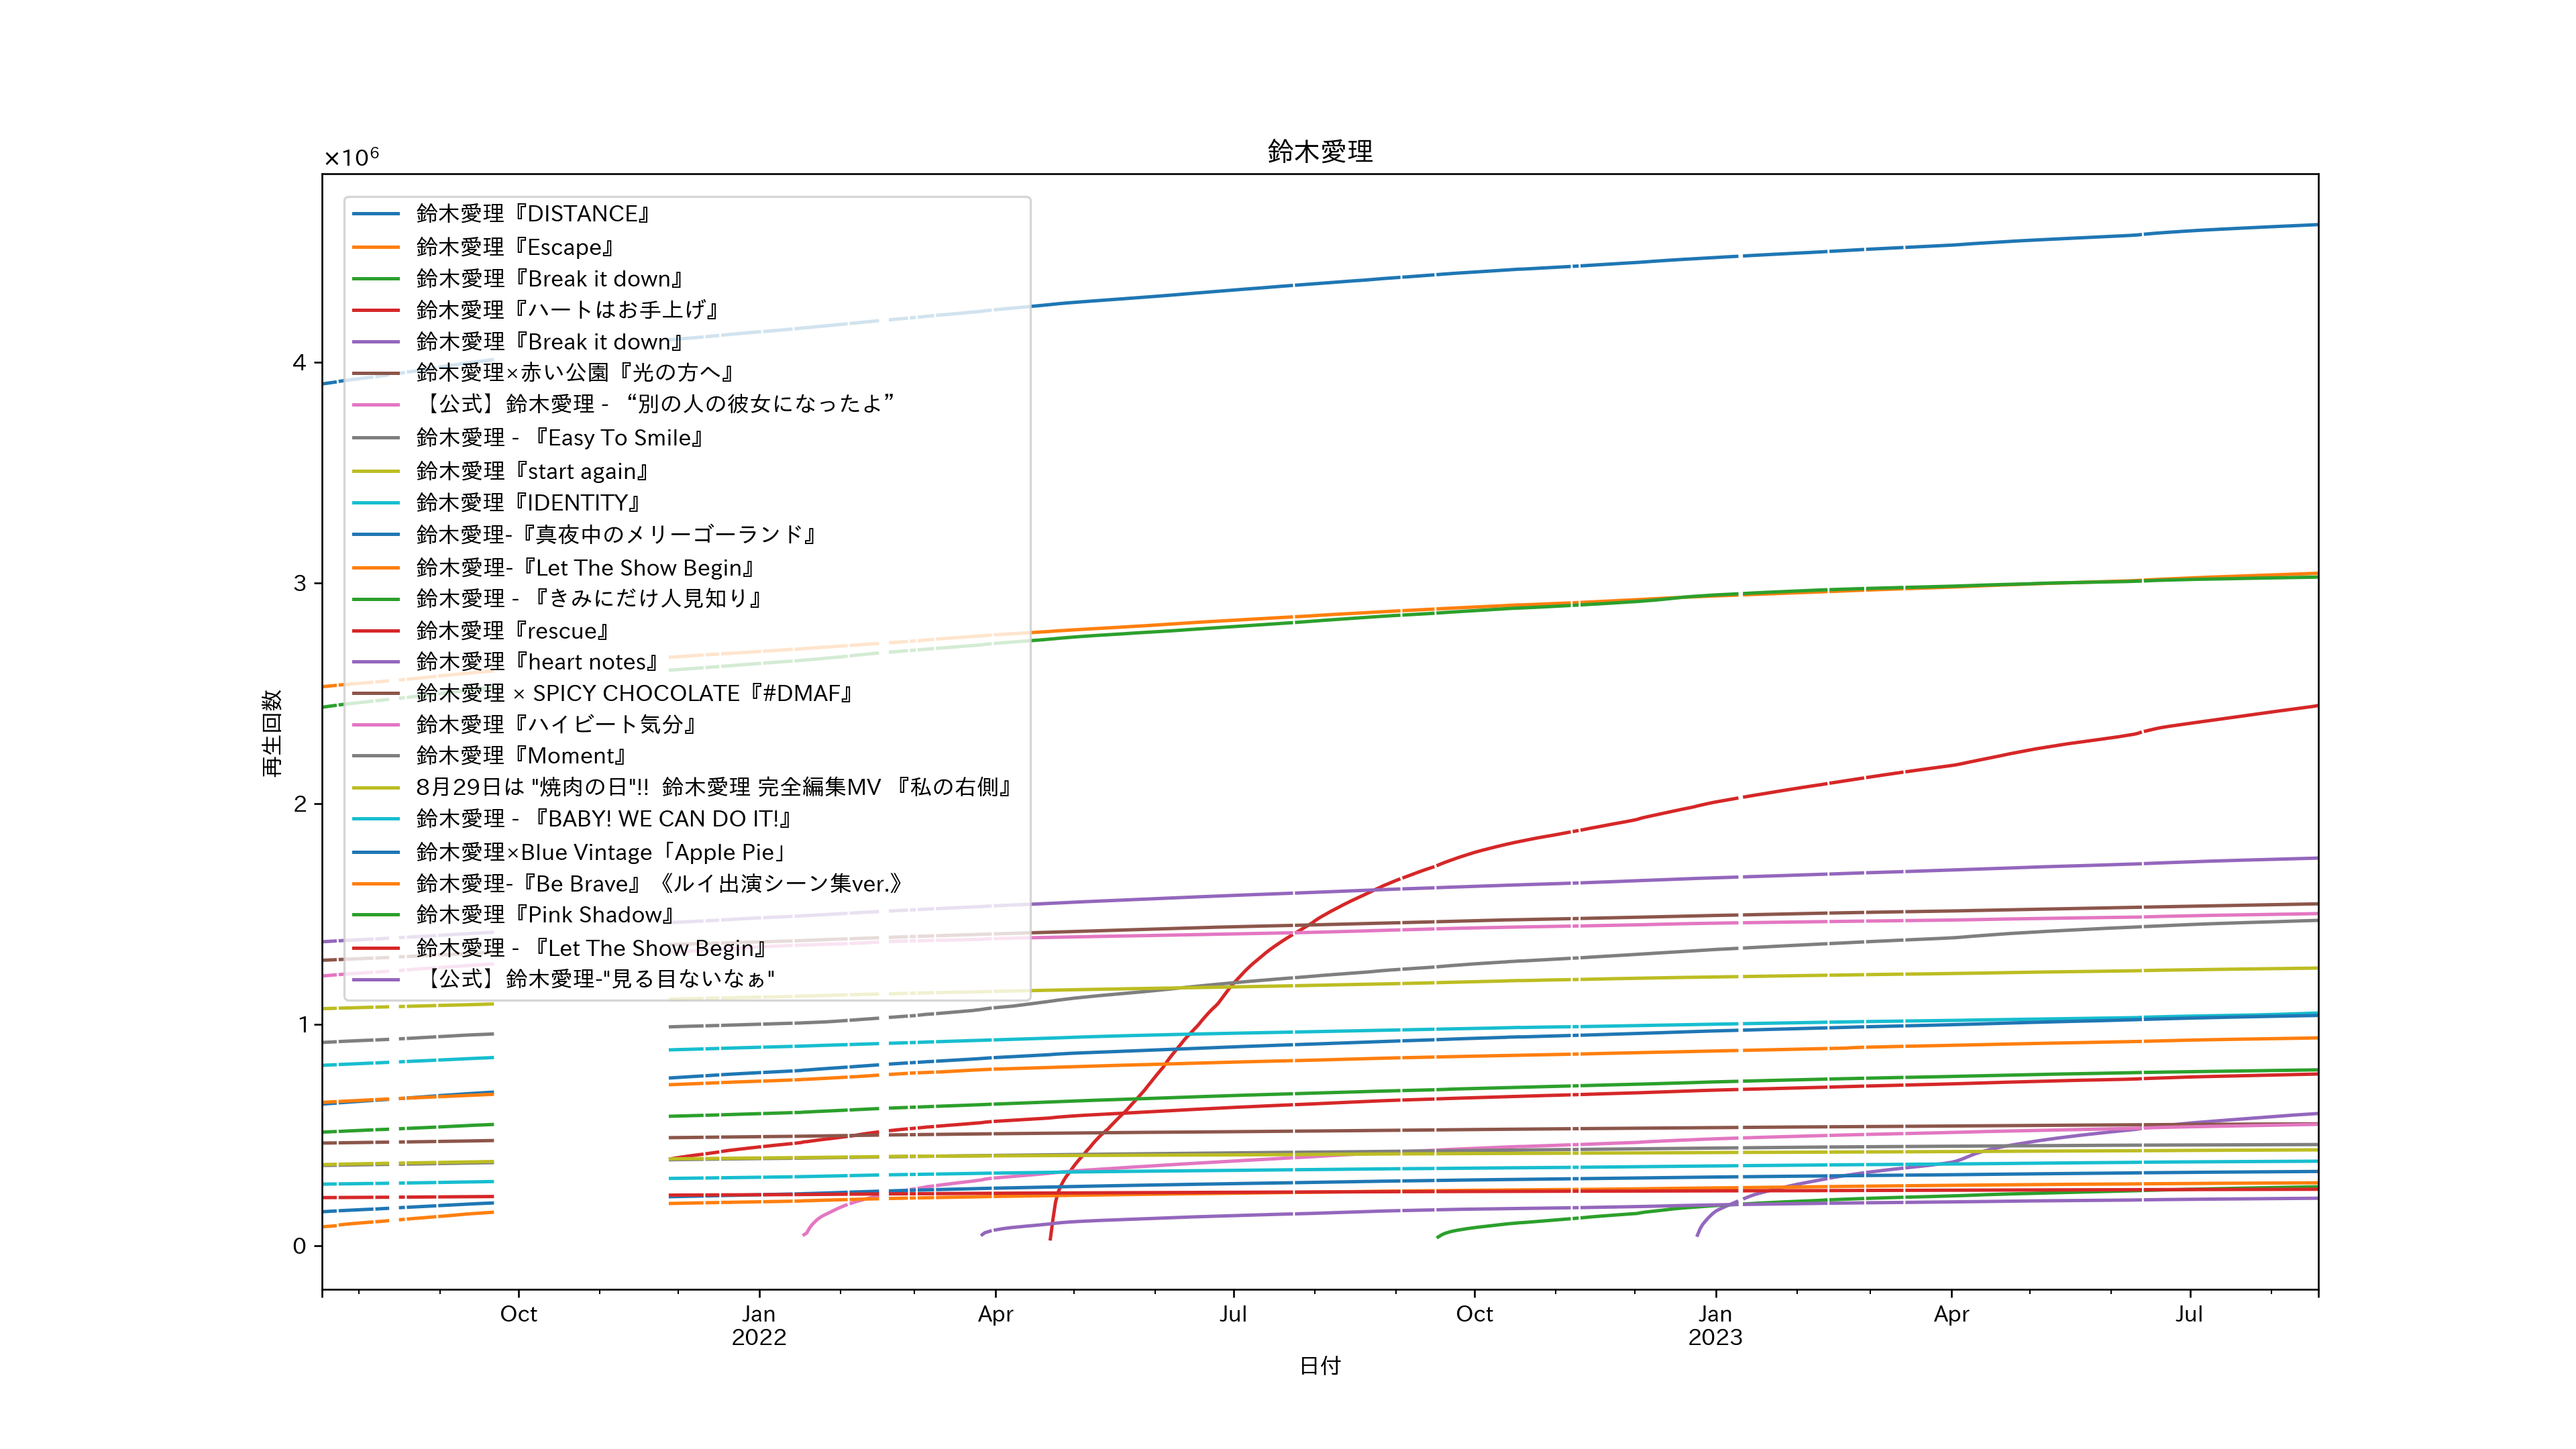 鈴木愛理
×10⁶
鈴木愛理『DISTANCE』
鈴木愛理『Escape』
鈴木愛理『Break it down』
鈴木愛理『ハートはお手上げ』
鈴木愛理『Break it down』
鈴木愛理×赤い公園『光の方へ』
【公式】鈴木愛理 - “別の人の彼女になったよ”
鈴木愛理 - 『Easy To Smile』
鈴木愛理『start again』
鈴木愛理『IDENTITY』
鈴木愛理-『真夜中のメリーゴーランド』
鈴木愛理-『Let The Show Begin』
鈴木愛理 - 『きみにだけ人見知り』
鈴木愛理『rescue』
鈴木愛理『heart notes』
鈴木愛理 × SPICY CHOCOLATE『#DMAF』
鈴木愛理『ハイビート気分』
鈴木愛理『Moment』
8月29日は "焼肉の日"!! 鈴木愛理 完全編集MV 『私の右側』
鈴木愛理 - 『BABY! WE CAN DO IT!』
鈴木愛理×Blue Vintage「Apple Pie」
鈴木愛理-『Be Brave』《ルイ出演シーン集ver.》
鈴木愛理『Pink Shadow』
鈴木愛理 - 『Let The Show Begin』
【公式】鈴木愛理-"見る目ないなぁ"
4
3
2
1
0
再生回数
Oct
Jan
2022
Apr
Jul
Oct
Jan
2023
Apr
Jul
日付